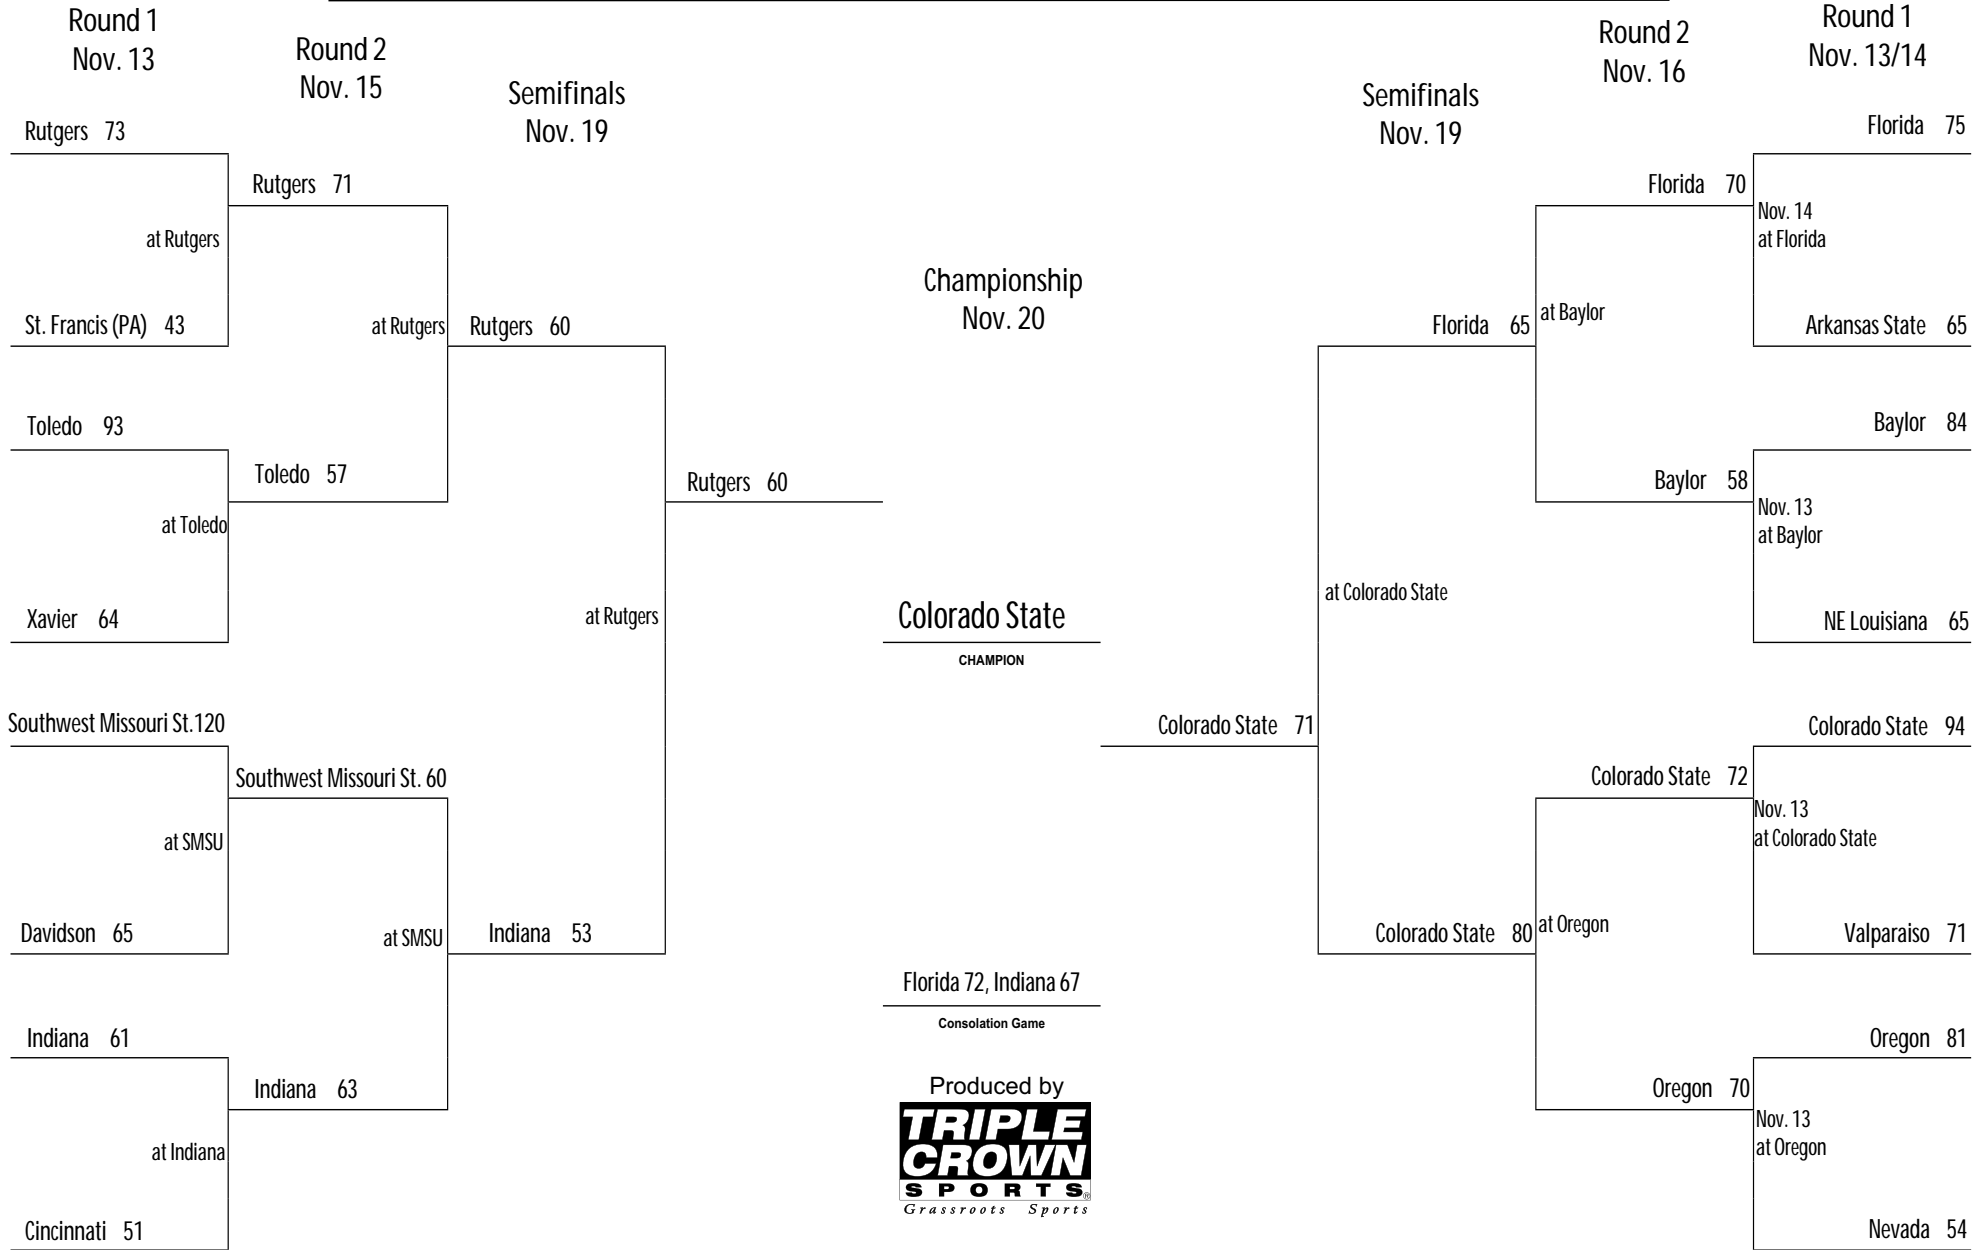 Round 1
Nov. 13
Round 2
Nov. 15
Semifinals
Nov. 19
Rutgers 73
Rutgers 71
at Rutgers
St. Francis (PA) 43
at Rutgers
Rutgers 60
Toledo 93
Toledo 57
at Toledo
Xavier 64
Rutgers 60
at Rutgers
Southwest Missouri St.120
Southwest Missouri St. 60
at SMSU
Davidson 65
at SMSU
Indiana 53
Indiana 61
Indiana 63
at Indiana
Cincinnati 51
Championship
Nov. 20
Colorado State
CHAMPION
Florida 72, Indiana 67
Consolation Game
Produced by
TRIPLE
CROWN
SPORTS®
Grassroots Sports
Semifinals
Nov. 19
Round 2
Nov. 16
Round 1
Nov. 13/14
Florida 75
Florida 70
Nov. 14
at Florida
Florida 65
at Baylor
Arkansas State 65
Baylor 84
Baylor 58
Nov. 13
at Baylor
at Colorado State
NE Louisiana 65
Colorado State 71
Colorado State 94
Colorado State 72
Nov. 13
at Colorado State
Colorado State 80
at Oregon
Valparaiso 71
Oregon 81
Oregon 70
Nov. 13
at Oregon
Nevada 54